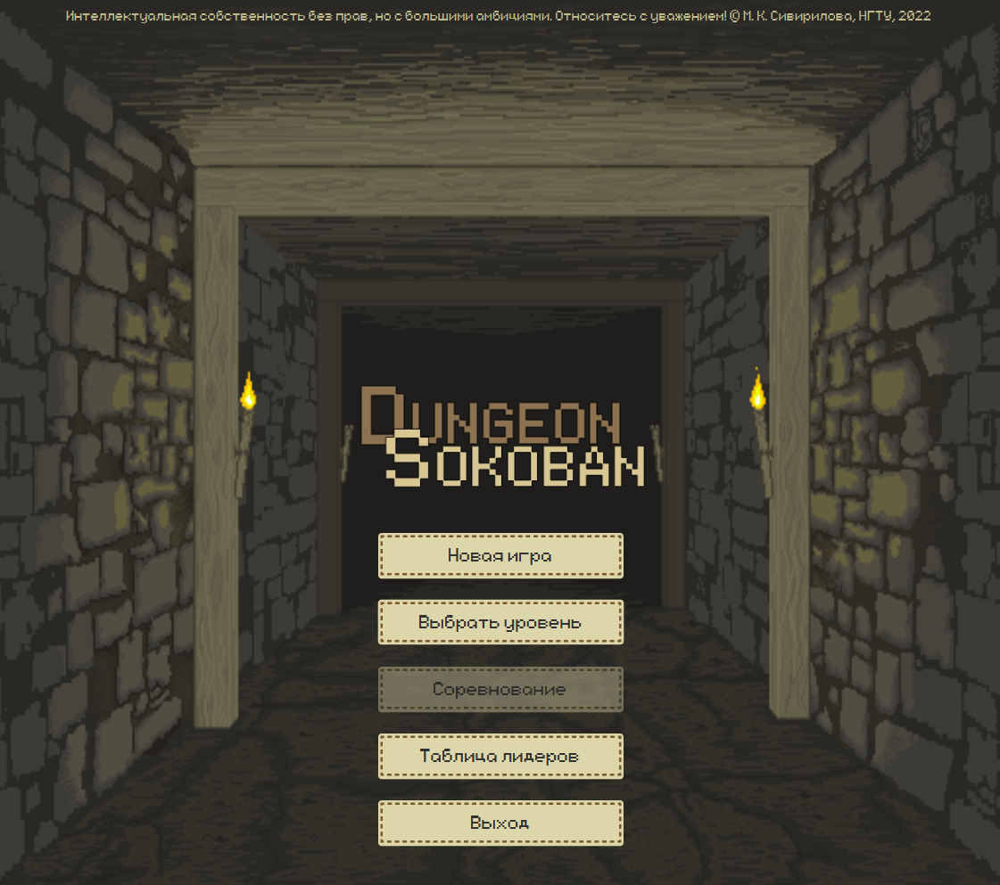 Интеллектуальная собственность без прав, но с большими амбициями. Относитесь с уважением! © М. К. Сивирилова, НГТУ, 2022
DUNGEON
SOKOBAN
Новая игра
Выбрать уровень
Соревнование
Таблица лидеров
Выход